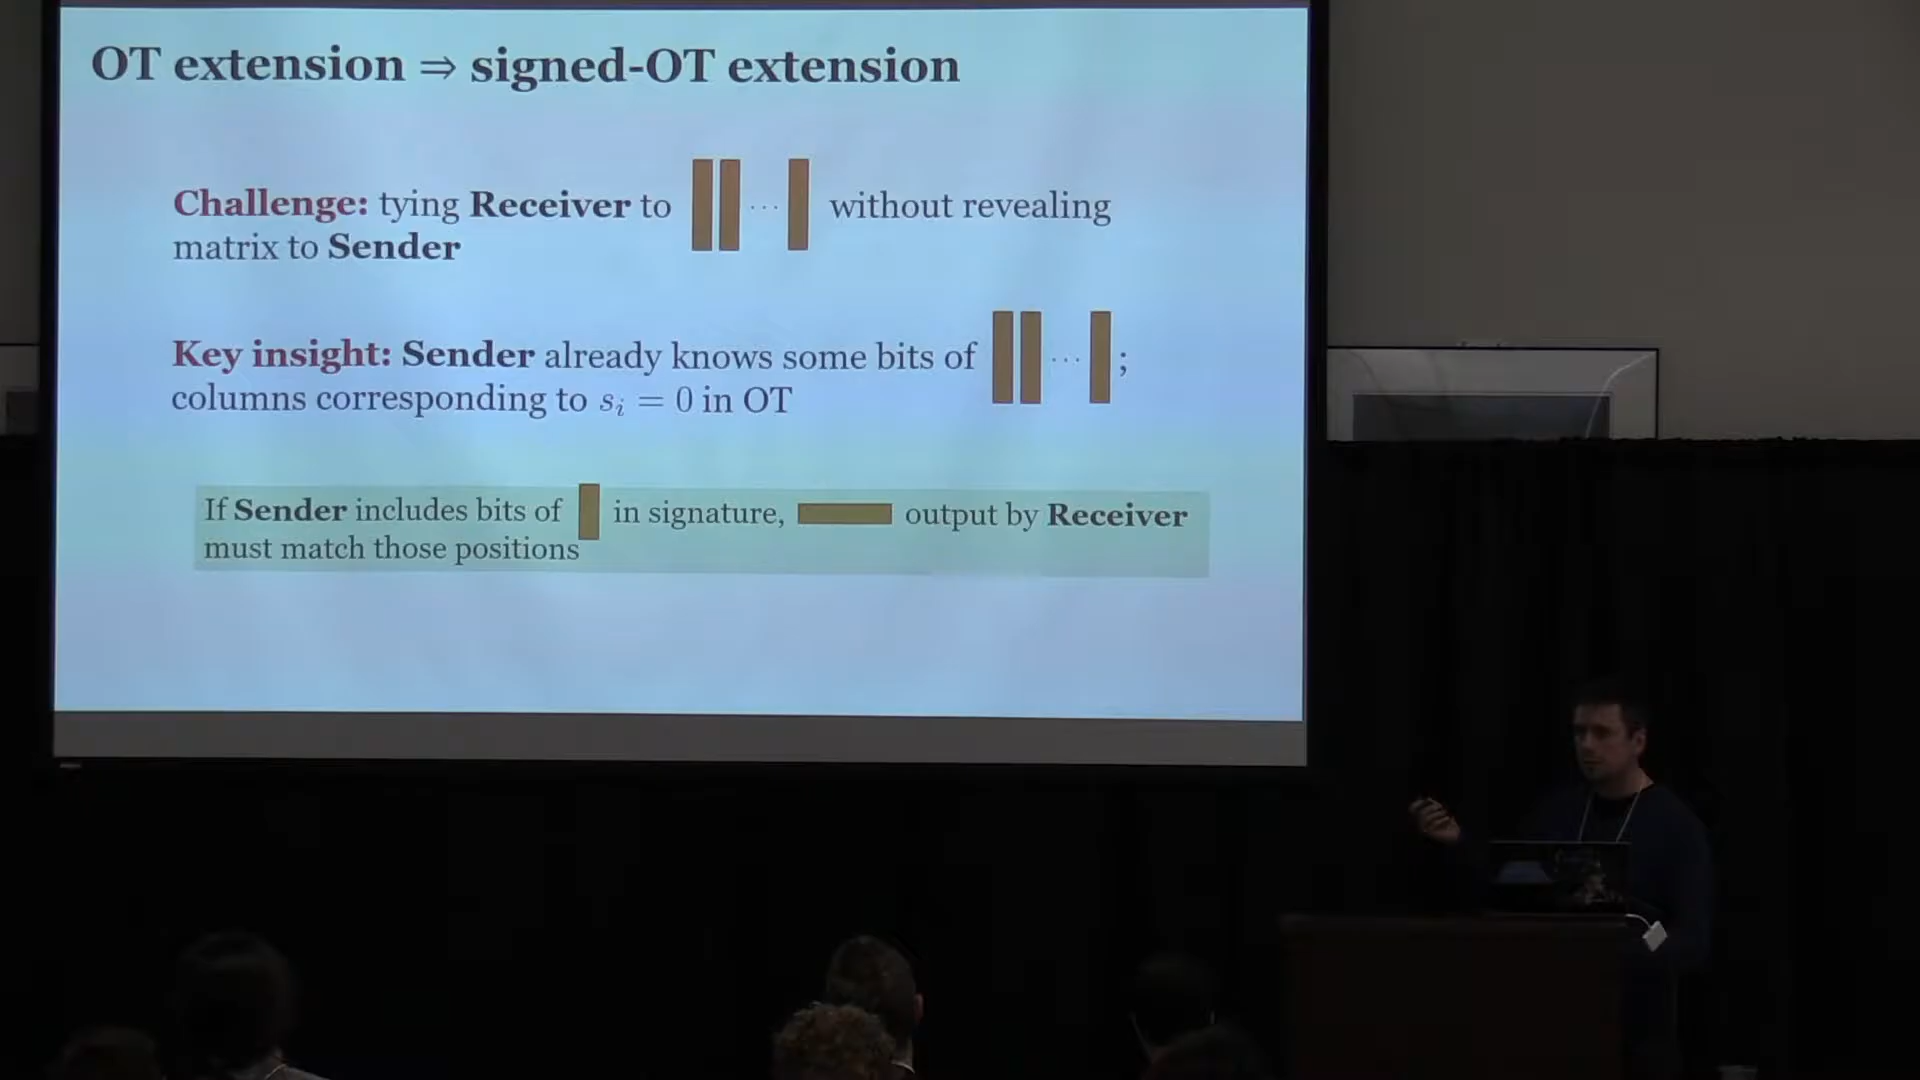 OT extension ⇒ signed-OT extension
Challenge: tying Receiver to ··· without revealing
matrix to Sender
Key insight: Sender already knows some bits of ··· ;
columns corresponding to sᵢ = 0 in OT
If Sender includes bits of in signature, output by Receiver
must match those positions